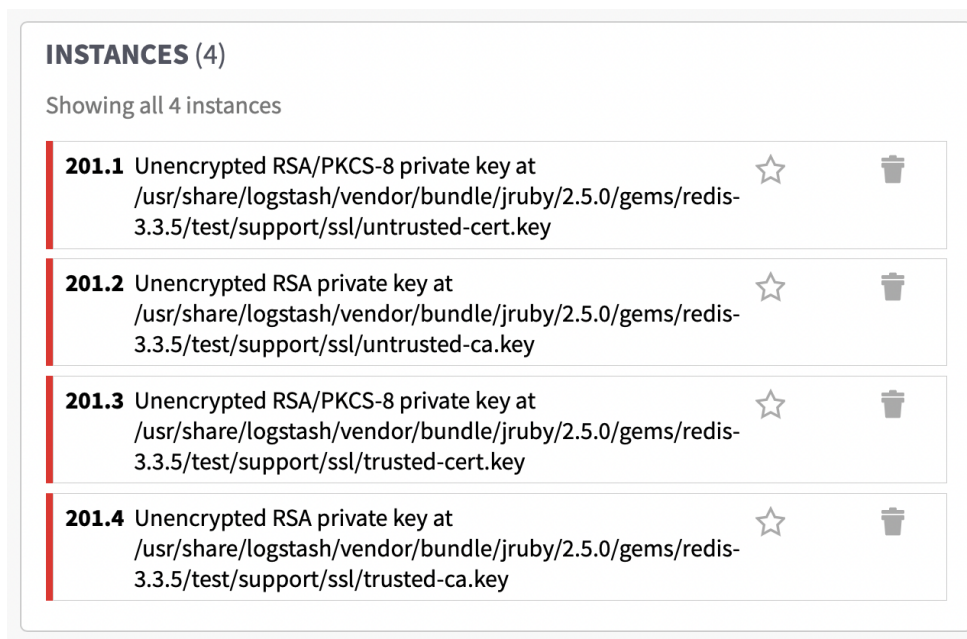 INSTANCES (4)
Showing all 4 instances
201.1 Unencrypted RSA/PKCS-8 private key at
/usr/share/logstash/vendor/bundle/jruby/2.5.0/gems/redis-
3.3.5/test/support/ssl/untrusted-cert.key
201.2 Unencrypted RSA private key at
/usr/share/logstash/vendor/bundle/jruby/2.5.0/gems/redis-
3.3.5/test/support/ssl/untrusted-ca.key
201.3 Unencrypted RSA/PKCS-8 private key at
/usr/share/logstash/vendor/bundle/jruby/2.5.0/gems/redis-
3.3.5/test/support/ssl/trusted-cert.key
201.4 Unencrypted RSA private key at
/usr/share/logstash/vendor/bundle/jruby/2.5.0/gems/redis-
3.3.5/test/support/ssl/trusted-ca.key